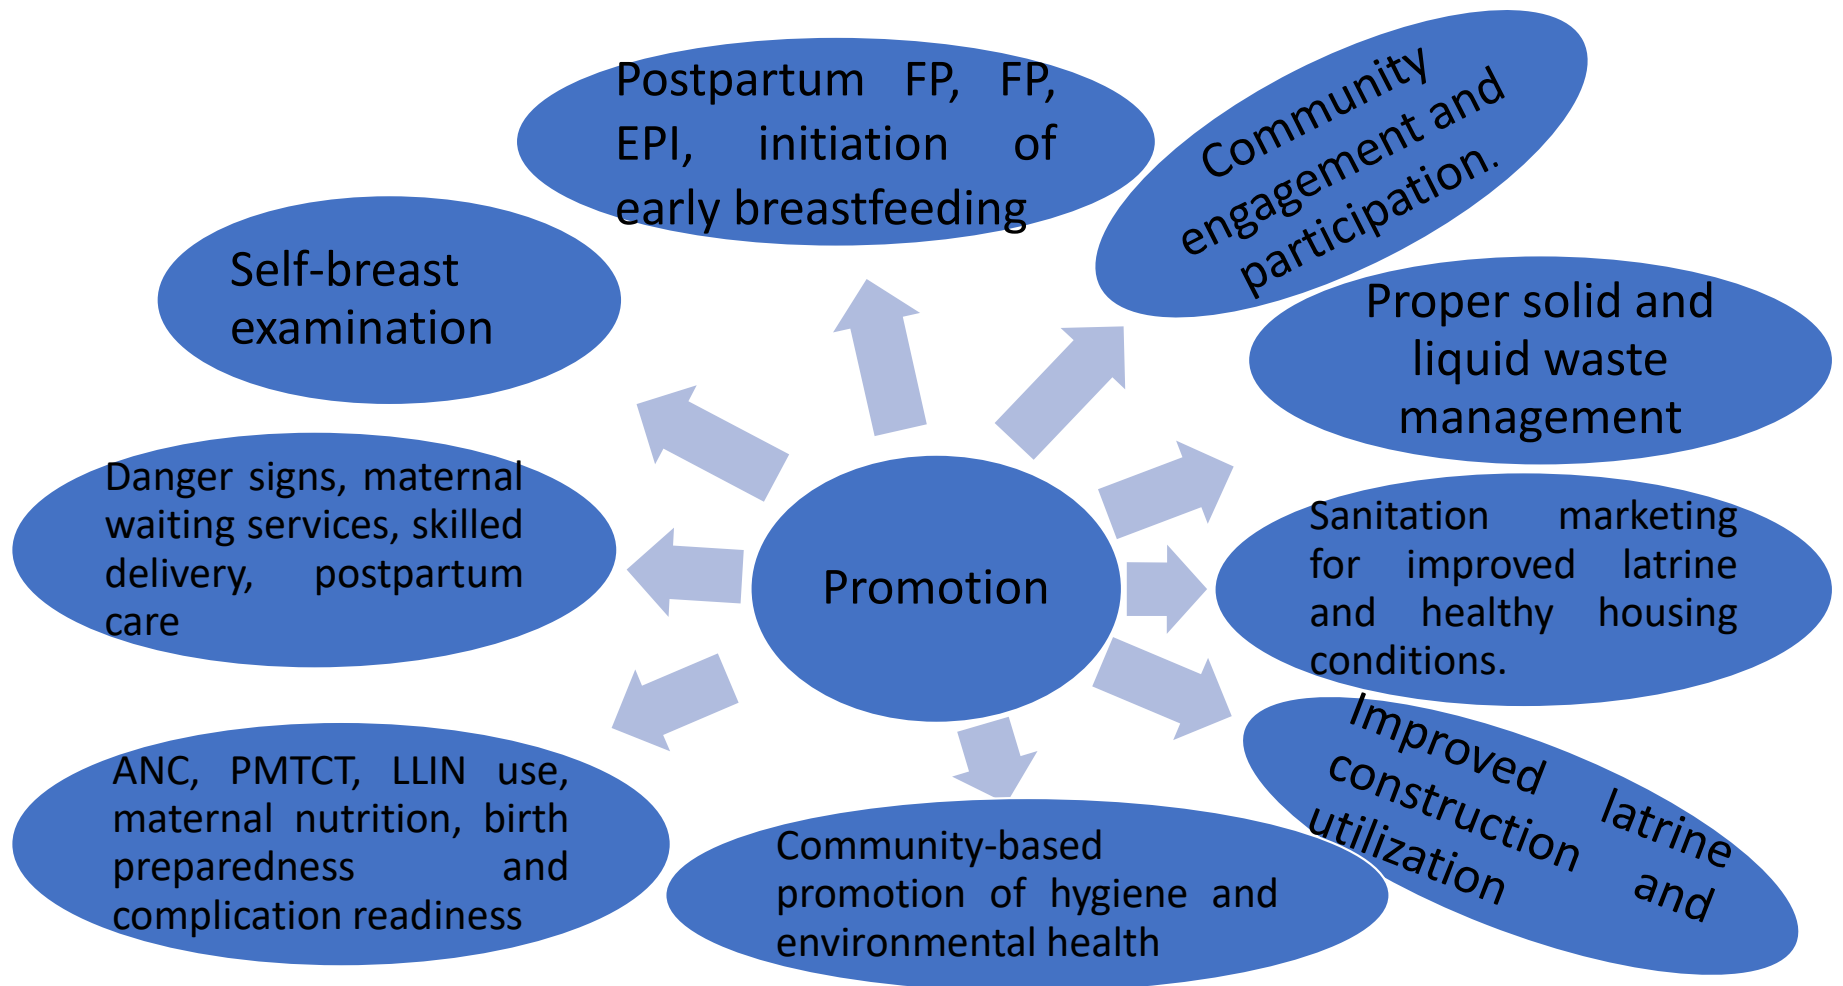 Postpartum FP, FP,
EPI, initiation of
early breastfeeding
Community
engagement and
participation.
Self-breast
examination
Proper solid and
liquid waste
management
Danger signs, maternal
waiting services, skilled
delivery, postpartum
care
Promotion
Sanitation marketing
for improved latrine
and healthy housing
conditions.
ANC, PMTCT, LLIN use,
maternal nutrition, birth
preparedness and
complication readiness
Community-based
promotion of hygiene and
environmental health
Improved latrine
construction and
utilization